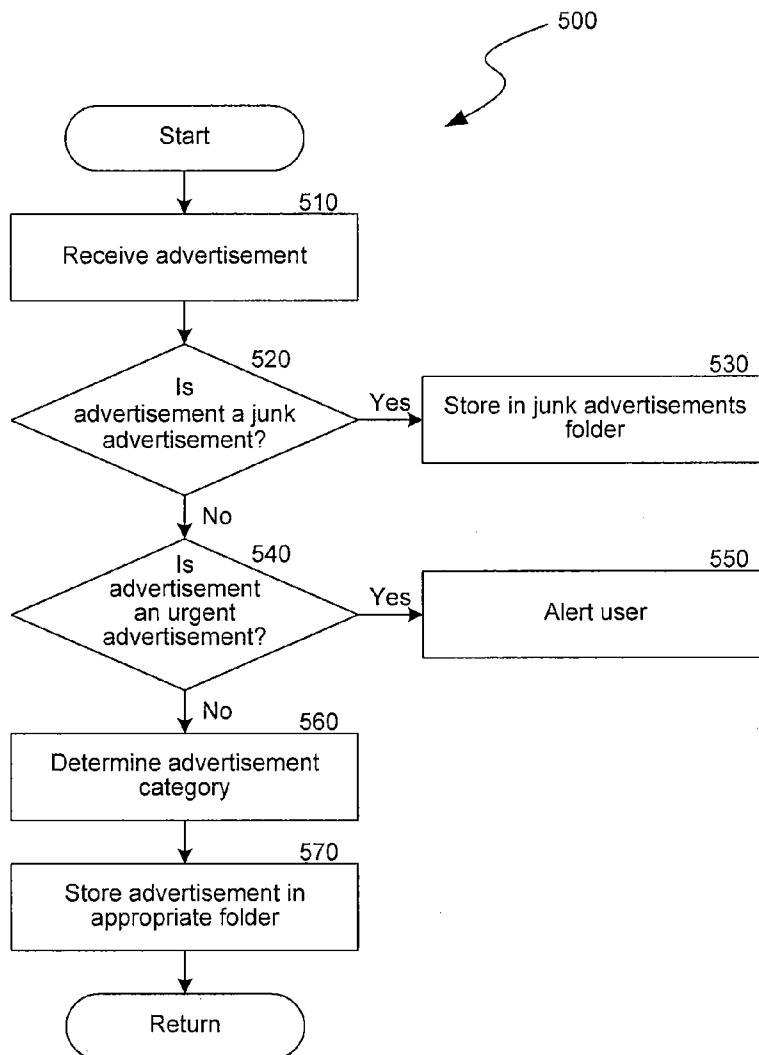 500
Start
510
Receive advertisement
520
Is
advertisement a junk
advertisement?
Yes
530
Store in junk advertisements
folder
No
540
Is
advertisement
an urgent
advertisement?
Yes
550
Alert user
No
560
Determine advertisement
category
570
Store advertisement in
appropriate folder
Return